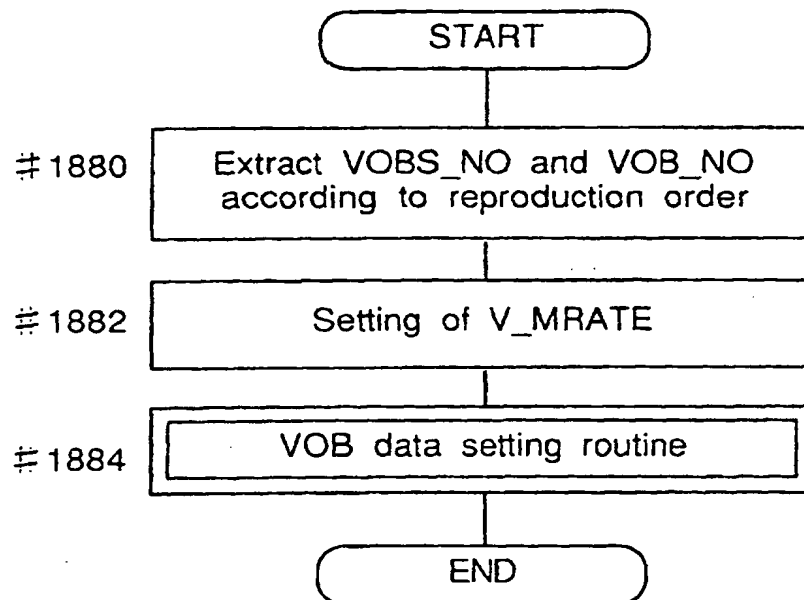 START
#1880
Extract VOBS_NO and VOB_NO
according to reproduction order
#1882
Setting of V_MRATE
#1884
VOB data setting routine
END